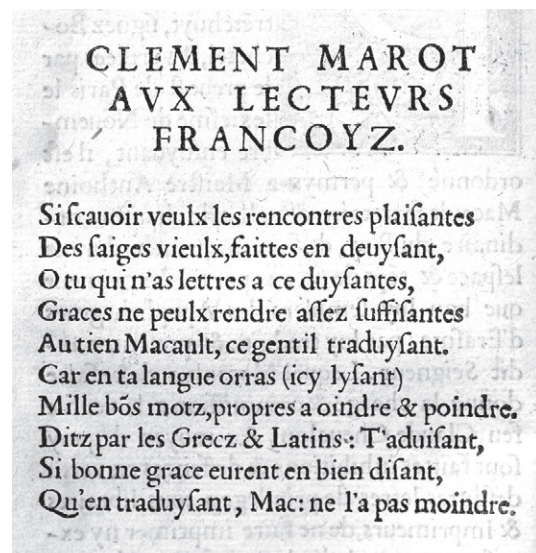 CLEMENT MAROT
AVX LECTEVRS
FRANCOYZ.
Si ſcauoir veulx les rencontres plaiſantes
Des ſaiges vieulx,faittes en deuyſant,
O tu qui n'as lettres a ce duyſantes,
Graces ne peulx rendre aſſez ſuffiſantes
Au tien Macault, ce gentil traduyſant.
Car en ta langue orras (icy lyſant)
Mille bõs motz,propres a oindre & poindre.
Ditz par les Grecz & Latins: T'aduiſant,
Si bonne grace eurent en bien diſant,
Qu'en traduyſant, Mac: ne l'a pas moindre.